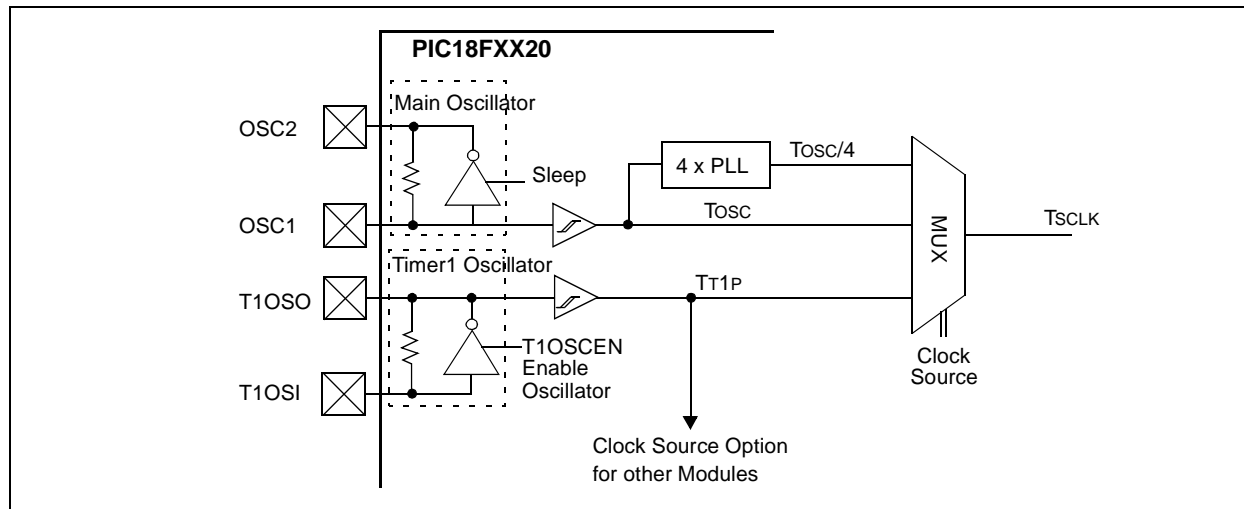 PIC18FXX20
Main Oscillator
OSC2
Sleep
4 x PLL
TOSC/4
OSC1
TOSC
MUX
TSCLK
Timer1 Oscillator
T1OSO
TT1P
T1OSCEN
Enable
Oscillator
Clock
Source
T1OSI
Clock Source Option
for other Modules